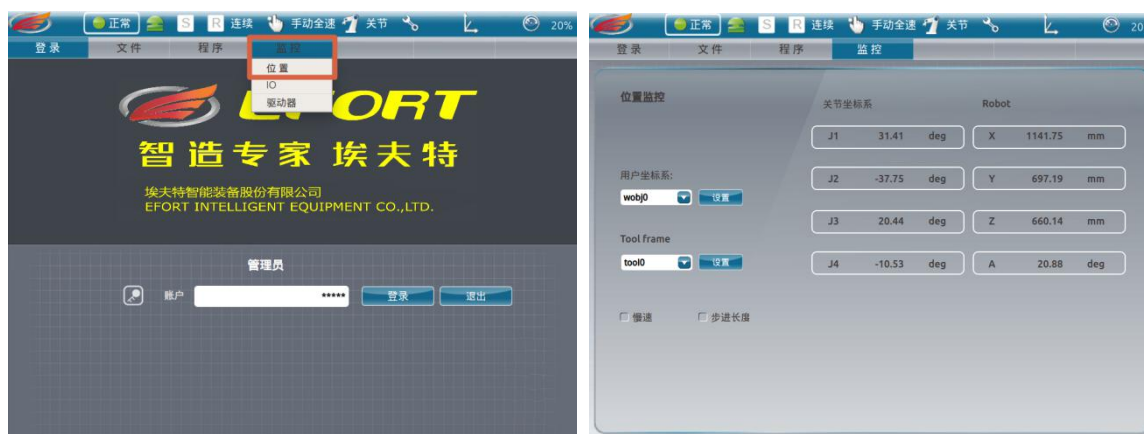 正常 S R 连续 手动全速 关节 20%
登录 文件 程序 监控
位置
IO
驱动器
EFORT
智造专家 埃夫特
埃夫特智能装备股份有限公司
EFORT INTELLIGENT EQUIPMENT CO.,LTD.
管理员
账户 ***** 登录 退出
正常 S R 连续 手动全速 关节 20
登录 文件 程序 监控
位置监控 关节坐标系 Robot
J1 31.41 deg X 1141.75 mm
用户坐标系:
J2 -37.75 deg Y 697.19 mm
wobj0 设置
J3 20.44 deg Z 660.14 mm
Tool frame
tool0 设置 J4 -10.53 deg A 20.88 deg
慢速 步进长度